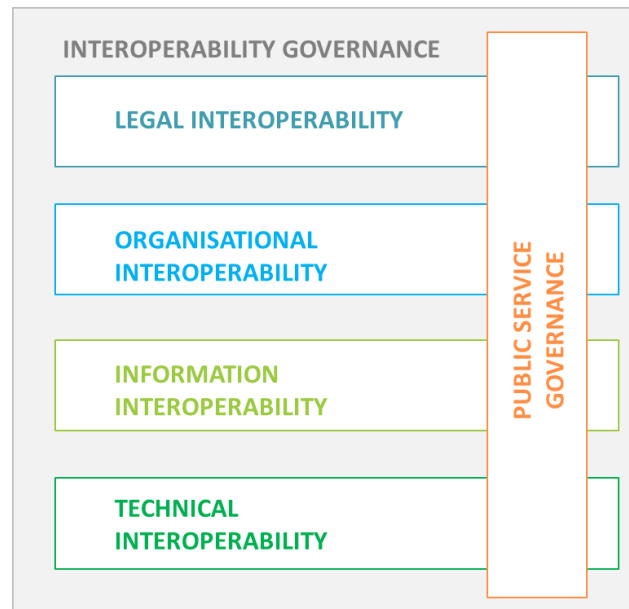 INTEROPERABILITY GOVERNANCE
LEGAL INTEROPERABILITY
ORGANISATIONAL
INTEROPERABILITY
INFORMATION
INTEROPERABILITY
TECHNICAL
INTEROPERABILITY
PUBLIC SERVICE
GOVERNANCE